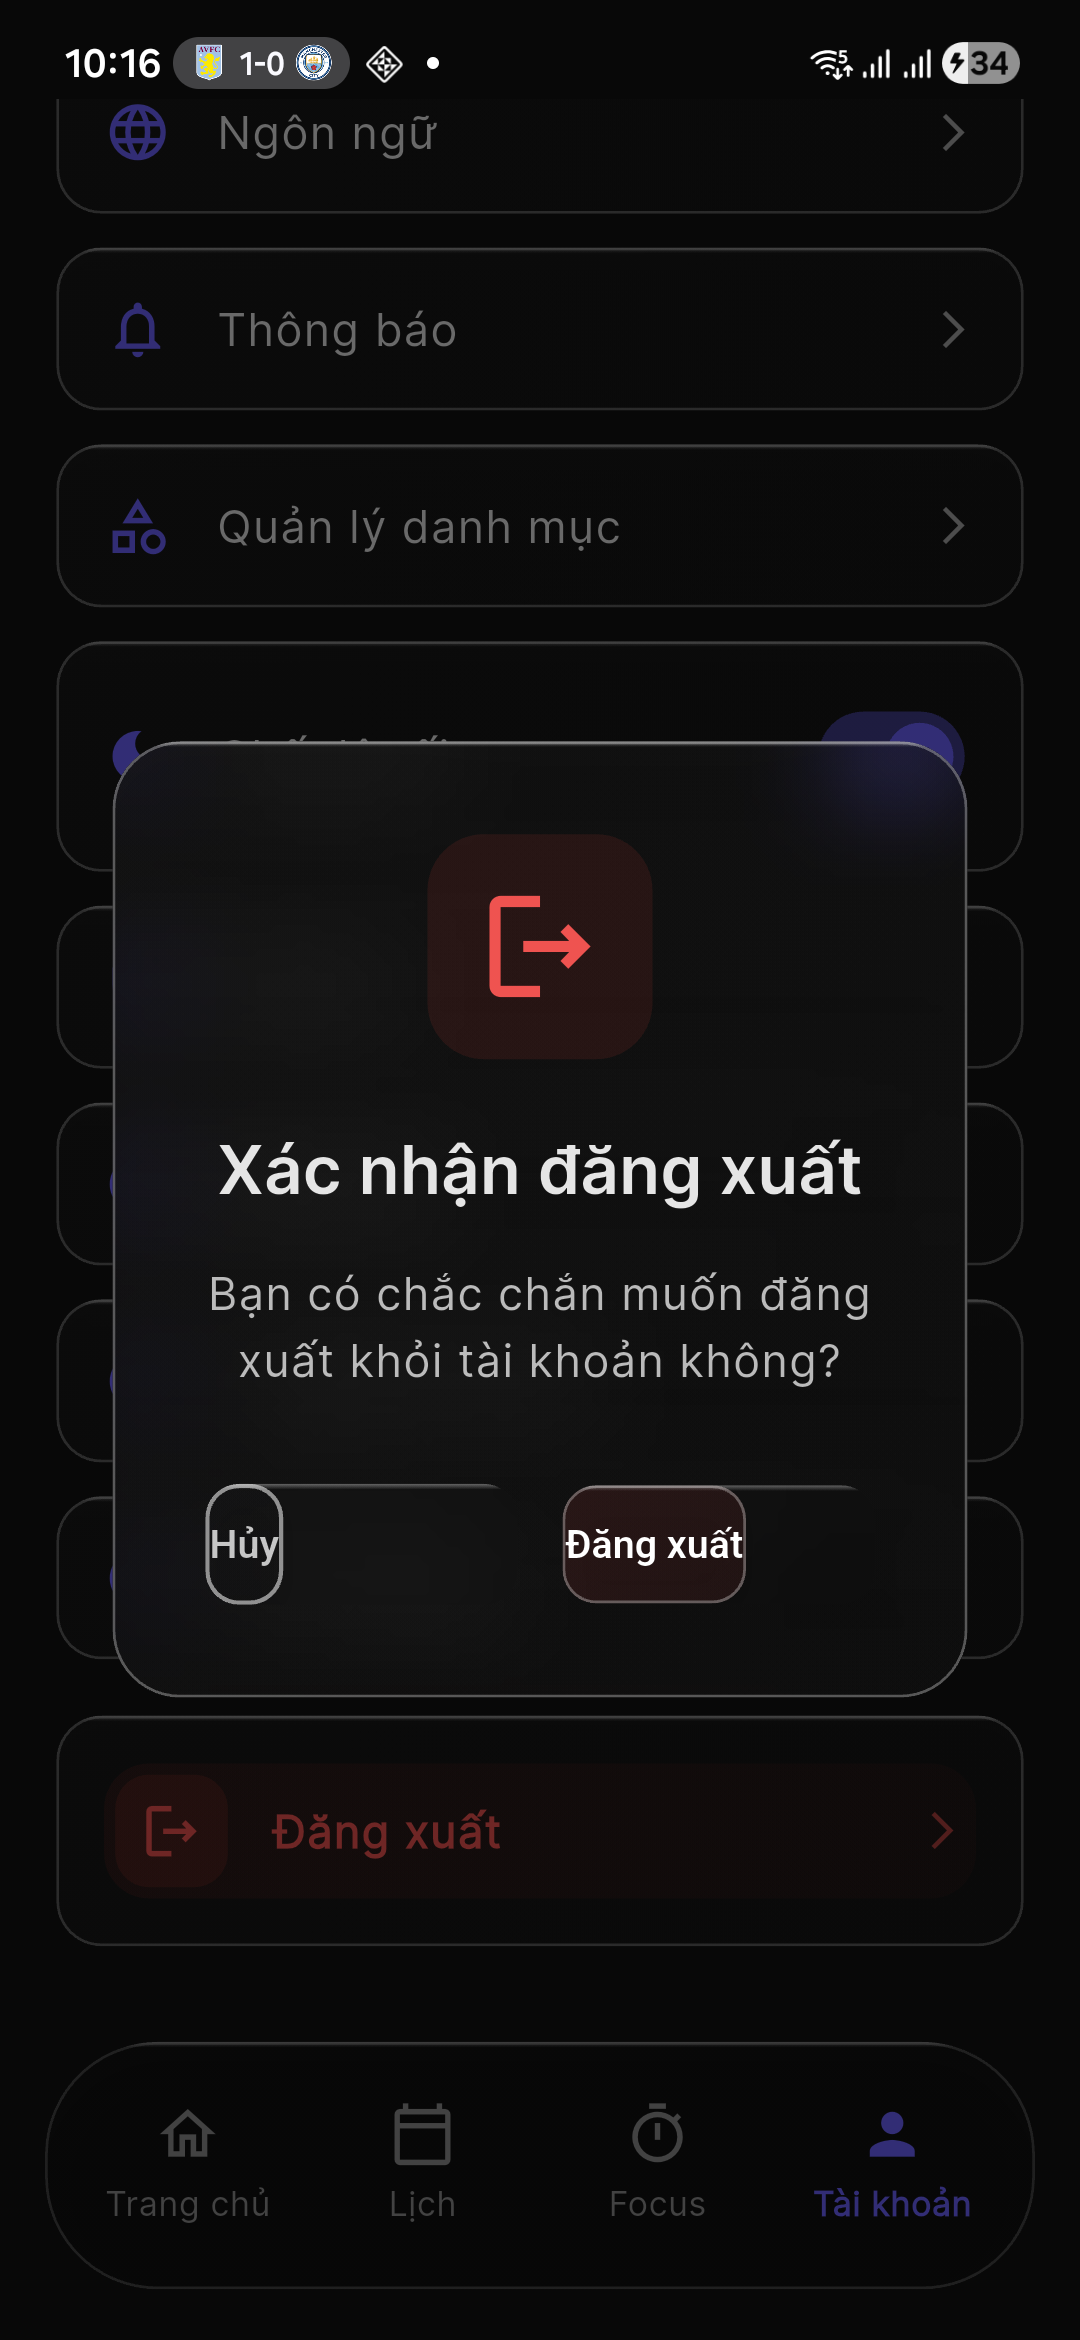 10:16 1-0 5 34
Ngôn ngữ
Thông báo
Quản lý danh mục
Xác nhận đăng xuất
Bạn có chắc chắn muốn đăng
xuất khỏi tài khoản không?
Hủy Đăng xuất
Đăng xuất
Trang chủ Lịch Focus Tài khoản